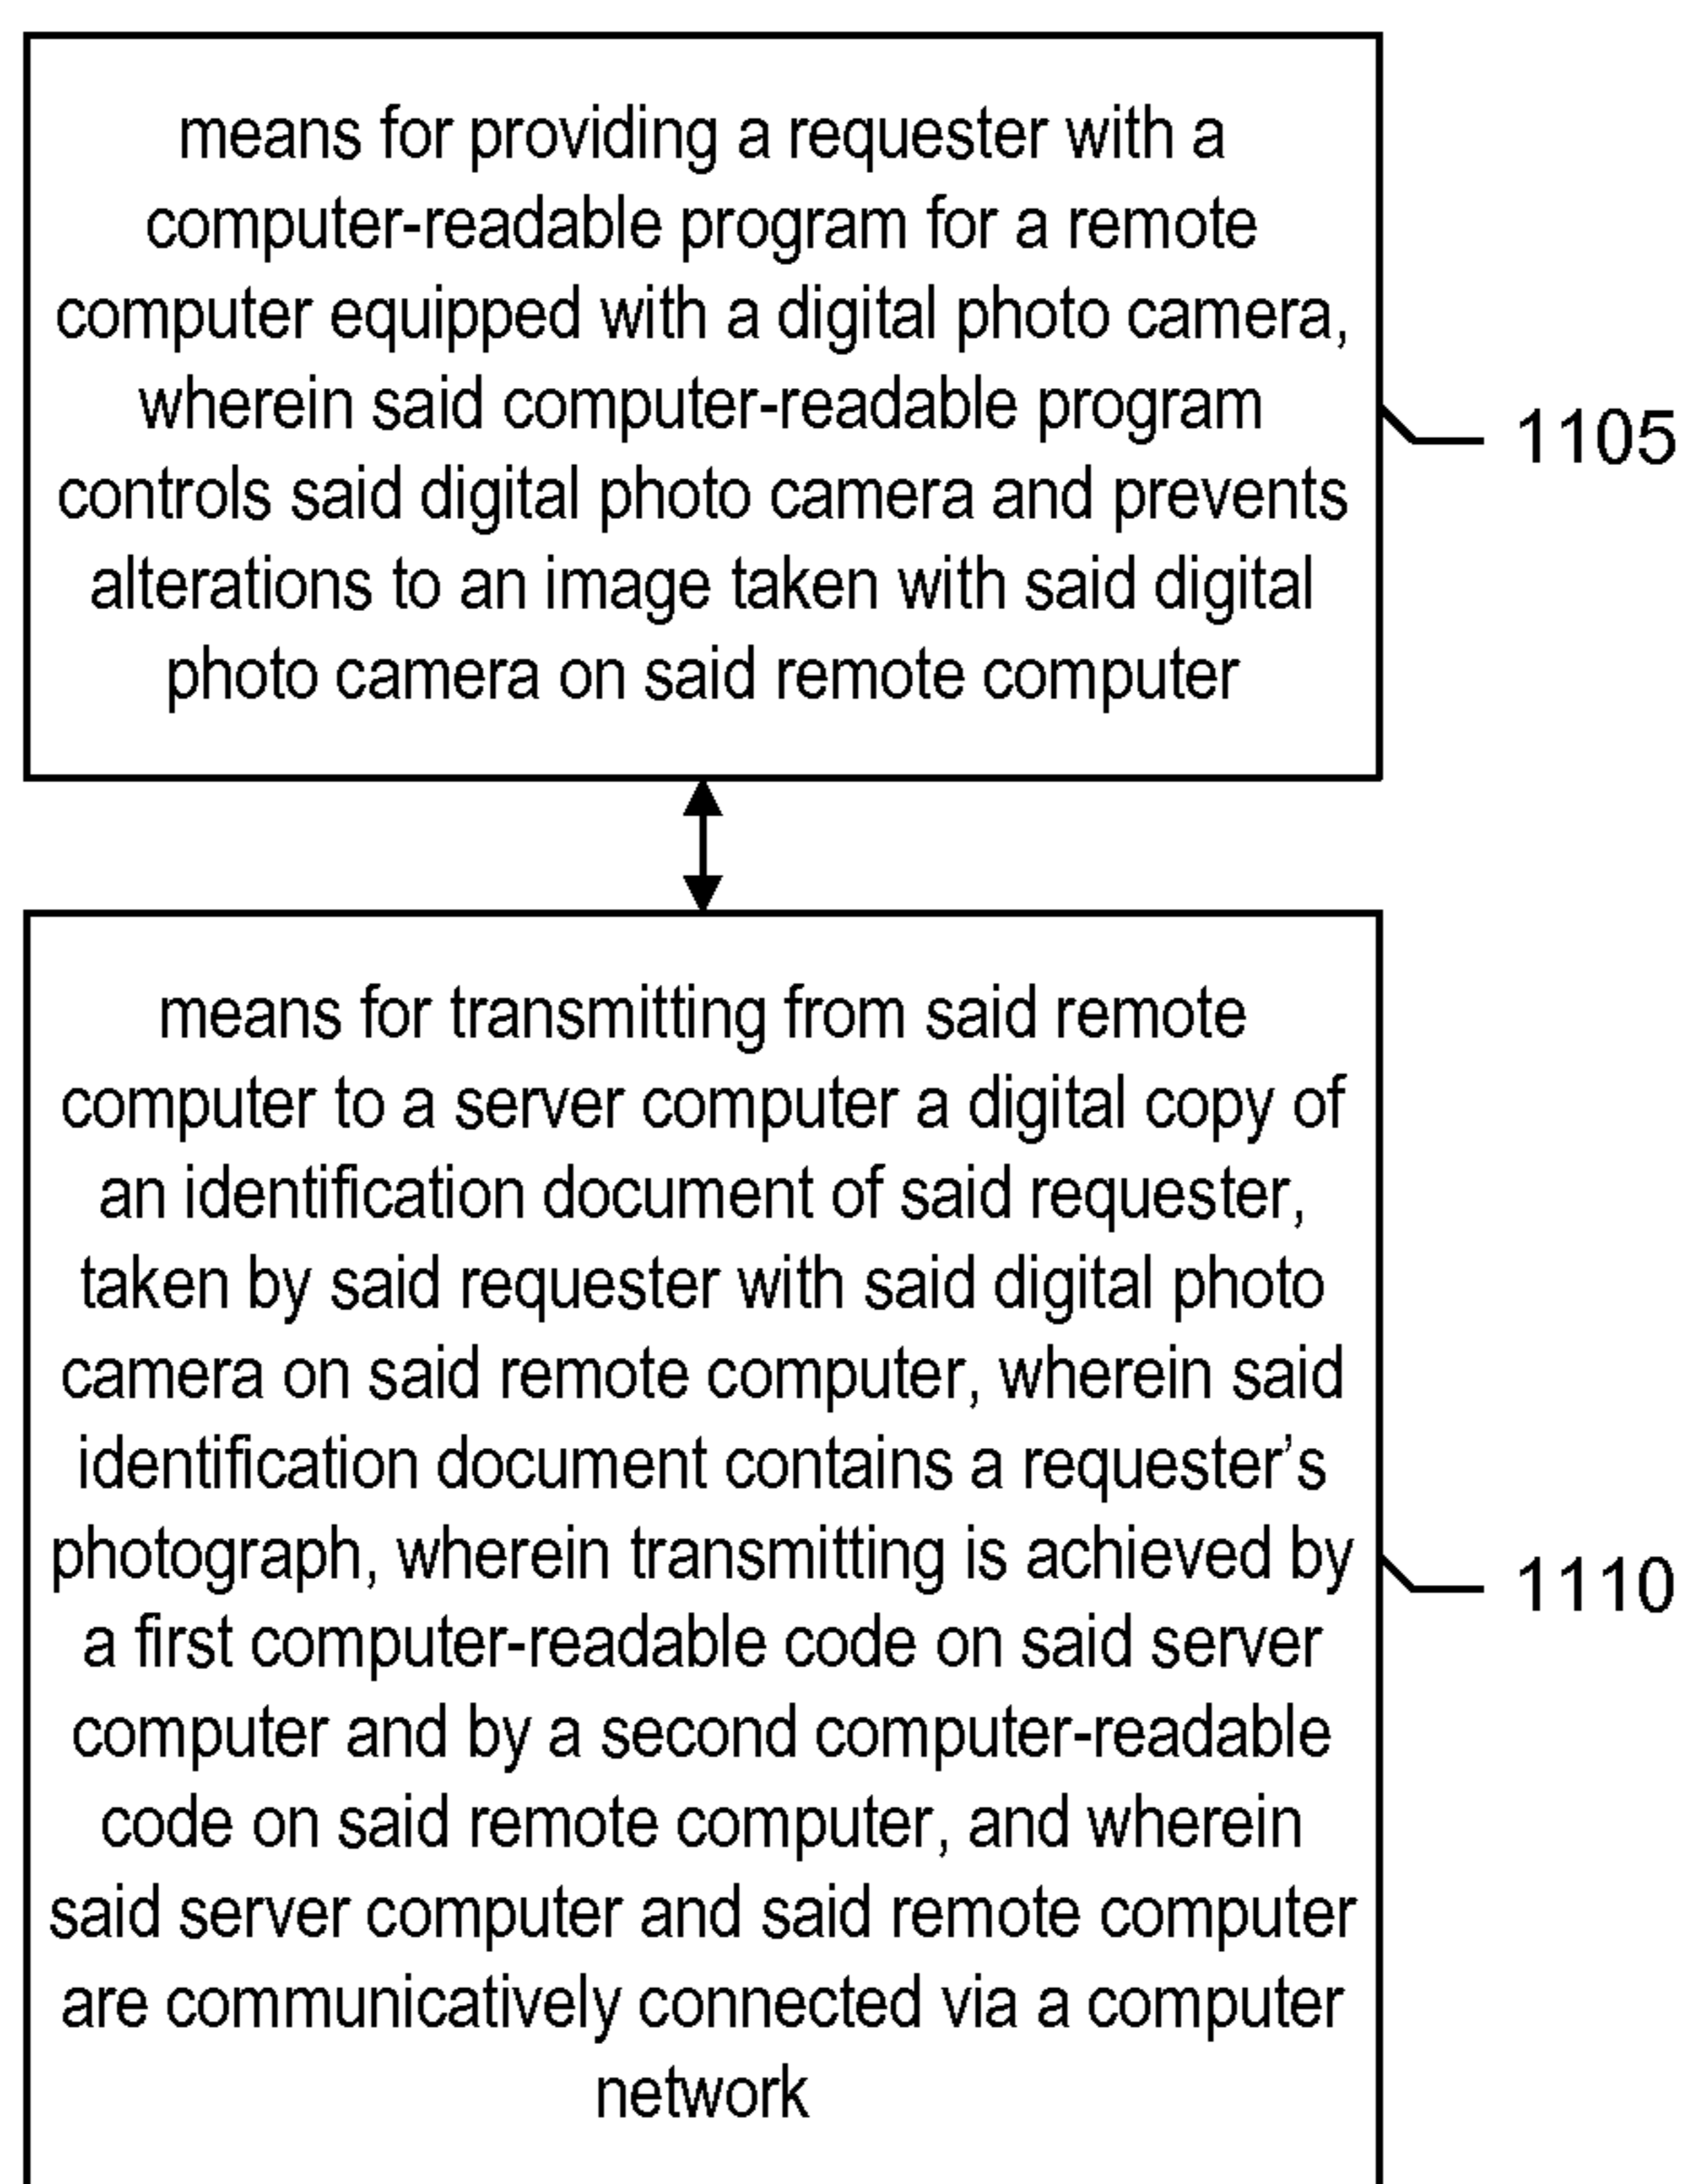 means for providing a requester with a
computer-readable program for a remote
computer equipped with a digital photo camera,
wherein said computer-readable program
controls said digital photo camera and prevents
alterations to an image taken with said digital
photo camera on said remote computer
1105
means for transmitting from said remote
computer to a server computer a digital copy of
an identification document of said requester,
taken by said requester with said digital photo
camera on said remote computer, wherein said
identification document contains a requester’s
photograph, wherein transmitting is achieved by
a first computer-readable code on said server
computer and by a second computer-readable
code on said remote computer, and wherein
said server computer and said remote computer
are communicatively connected via a computer
network
1110